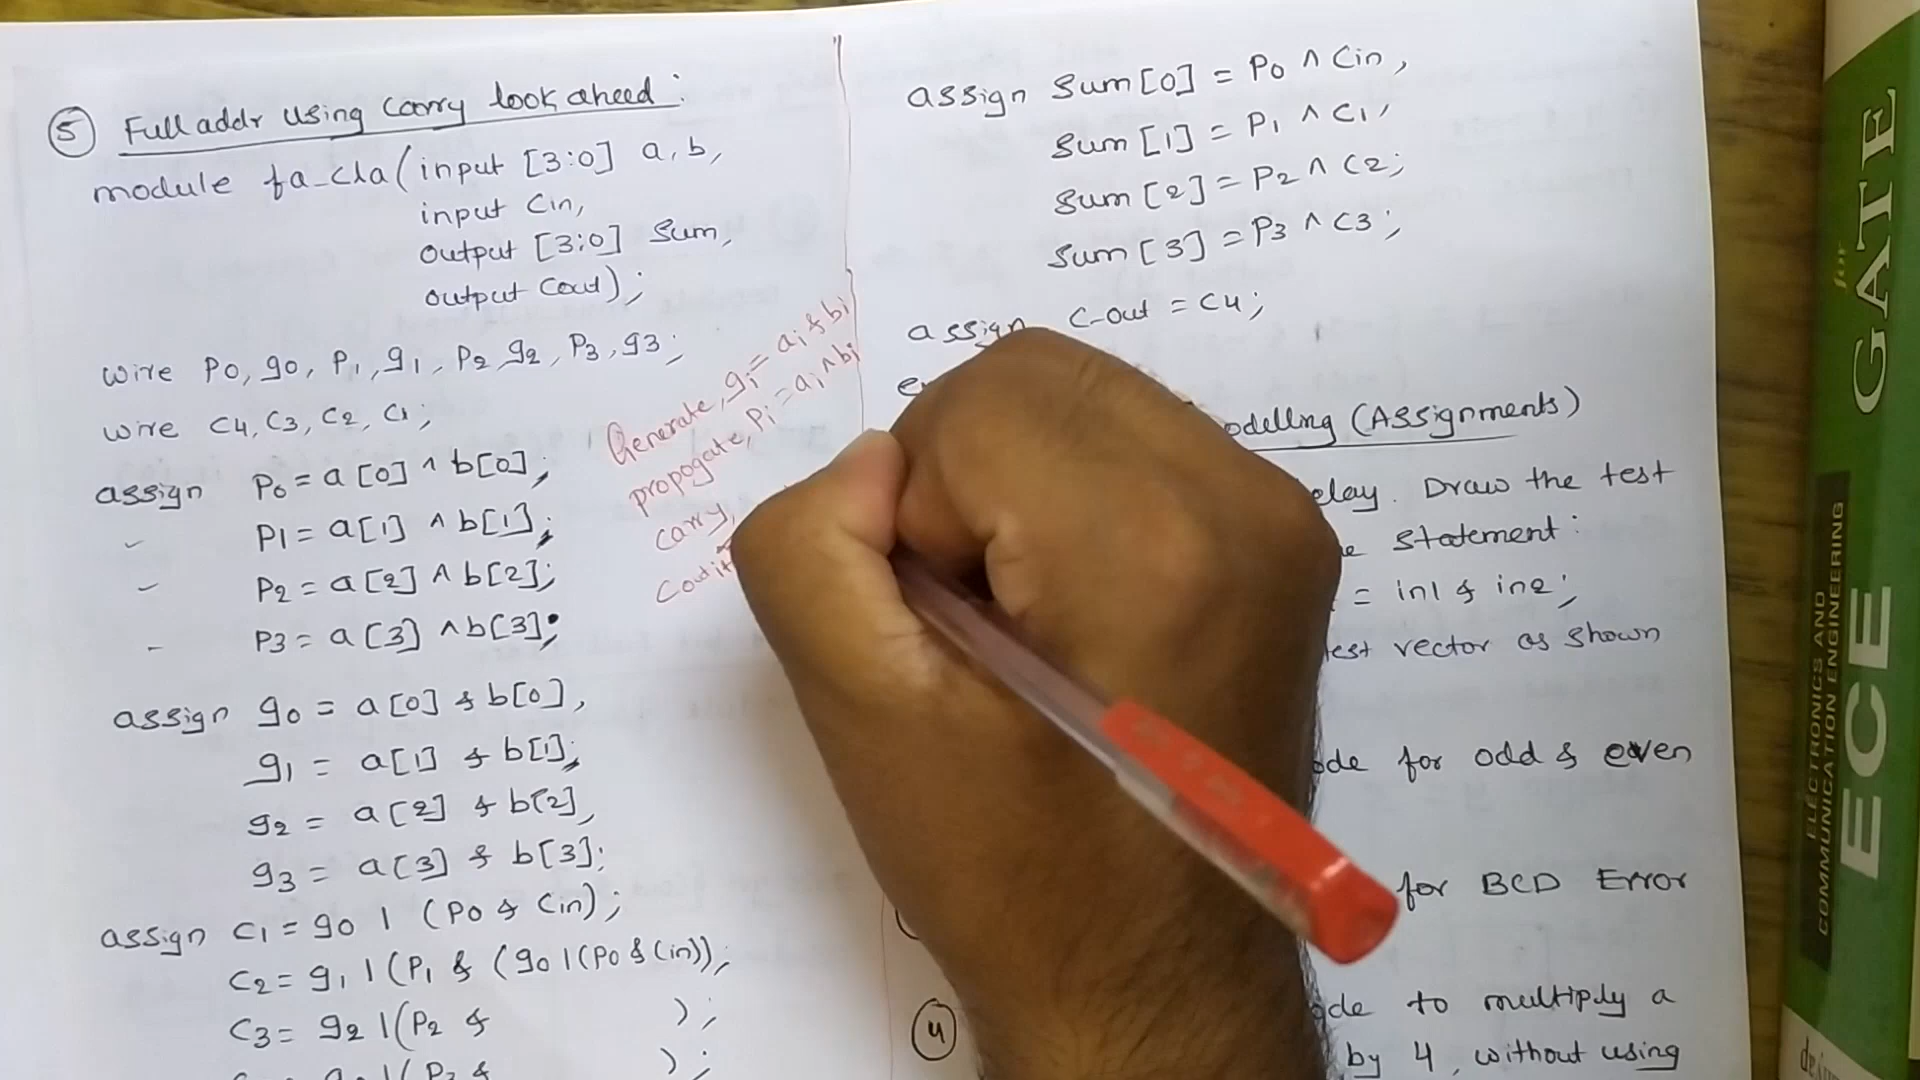 5 Full addr using Carry look ahead :
module fa_cla (input [3:0] a, b,
input Cin,
output [3:0] Sum,
output Cout);
wire P0, g0, P1, g1, P2, g2, P3, g3;
wire C4, C3, C2, C1;
assign P0 = a[0] ^ b[0];
P1 = a[1] ^ b[1];
P2 = a[2] ^ b[2];
P3 = a[3] ^ b[3];
assign g0 = a[0] & b[0],
g1 = a[1] & b[1];
g2 = a[2] & b[2],
g3 = a[3] & b[3];
assign C1 = g0 | (P0 & Cin);
C2 = g1 | (P1 & (g0 | (P0 & Cin));
C3 = g2 | (P2 & );
| (P3 & );
Generate, gi = ai & bi
propogate, Pi = ai ^ bi
carry,
assign Sum[0] = P0 ^ Cin,
Sum[1] = P1 ^ C1,
Sum[2] = P2 ^ C2;
Sum[3] = P3 ^ C3;
assign C-out = C4;
odelling (Assignments)
elay. Draw the test
Statement :
= in1 & in2;
test vector as shown
ode for odd & even
for BCD Error
4
ode to multiply a
by 4, without using
for GATE
ELECTRONICS AND
COMMUNICATION ENGINEERING
ECE